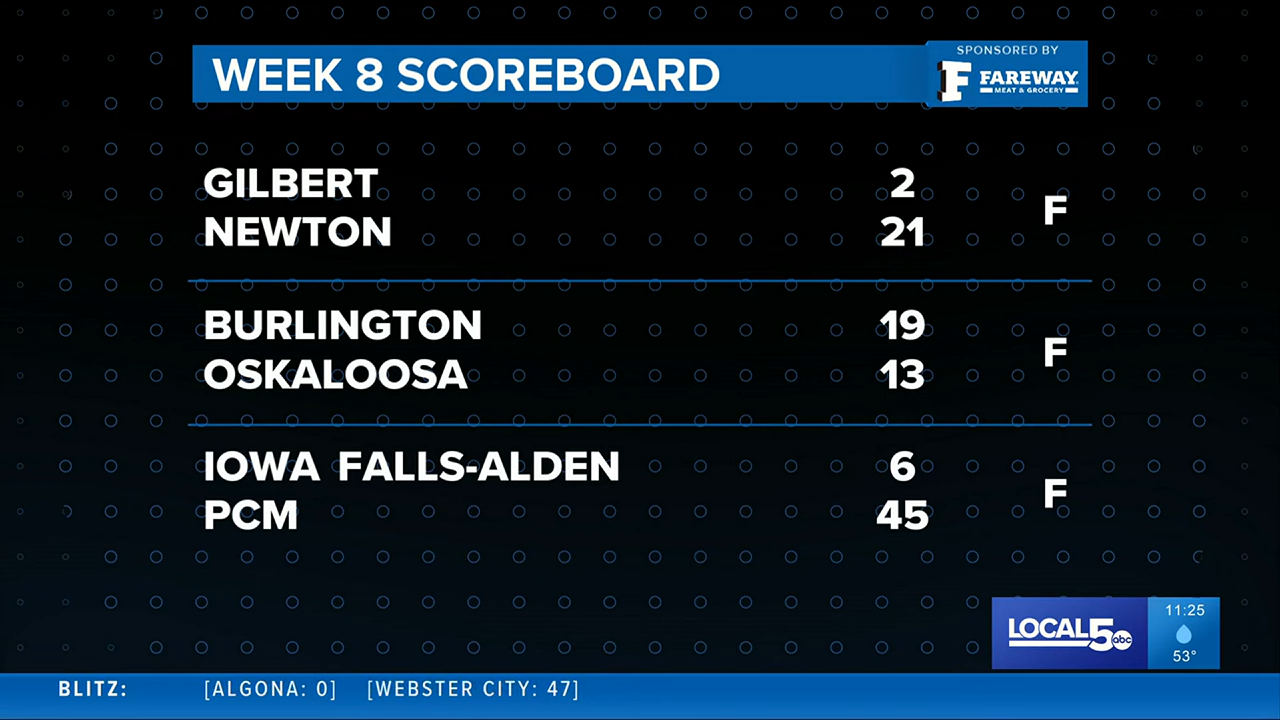 WEEK 8 SCOREBOARD
SPONSORED BY
FAREWAY
MEAT & GROCERY
GILBERT 2
NEWTON 21
F
BURLINGTON 19
OSKALOOSA 13
F
IOWA FALLS-ALDEN 6
PCM 45
F
LOCAL 5 abc
11:25
53°
BLITZ: [ALGONA: 0] [WEBSTER CITY: 47]